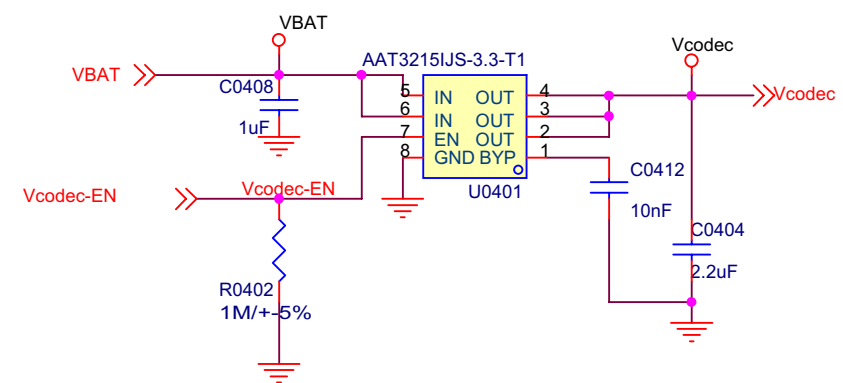 VBAT
Vcodec
AAT3215IJS-3.3-T1
VBAT
C0408
1uF
5 IN OUT 4
6 IN OUT 3
7 EN OUT 2
8 GND BYP 1
Vcodec
U0401
Vcodec-EN
Vcodec-EN
C0412
10nF
C0404
2.2uF
R0402
1M/+-5%